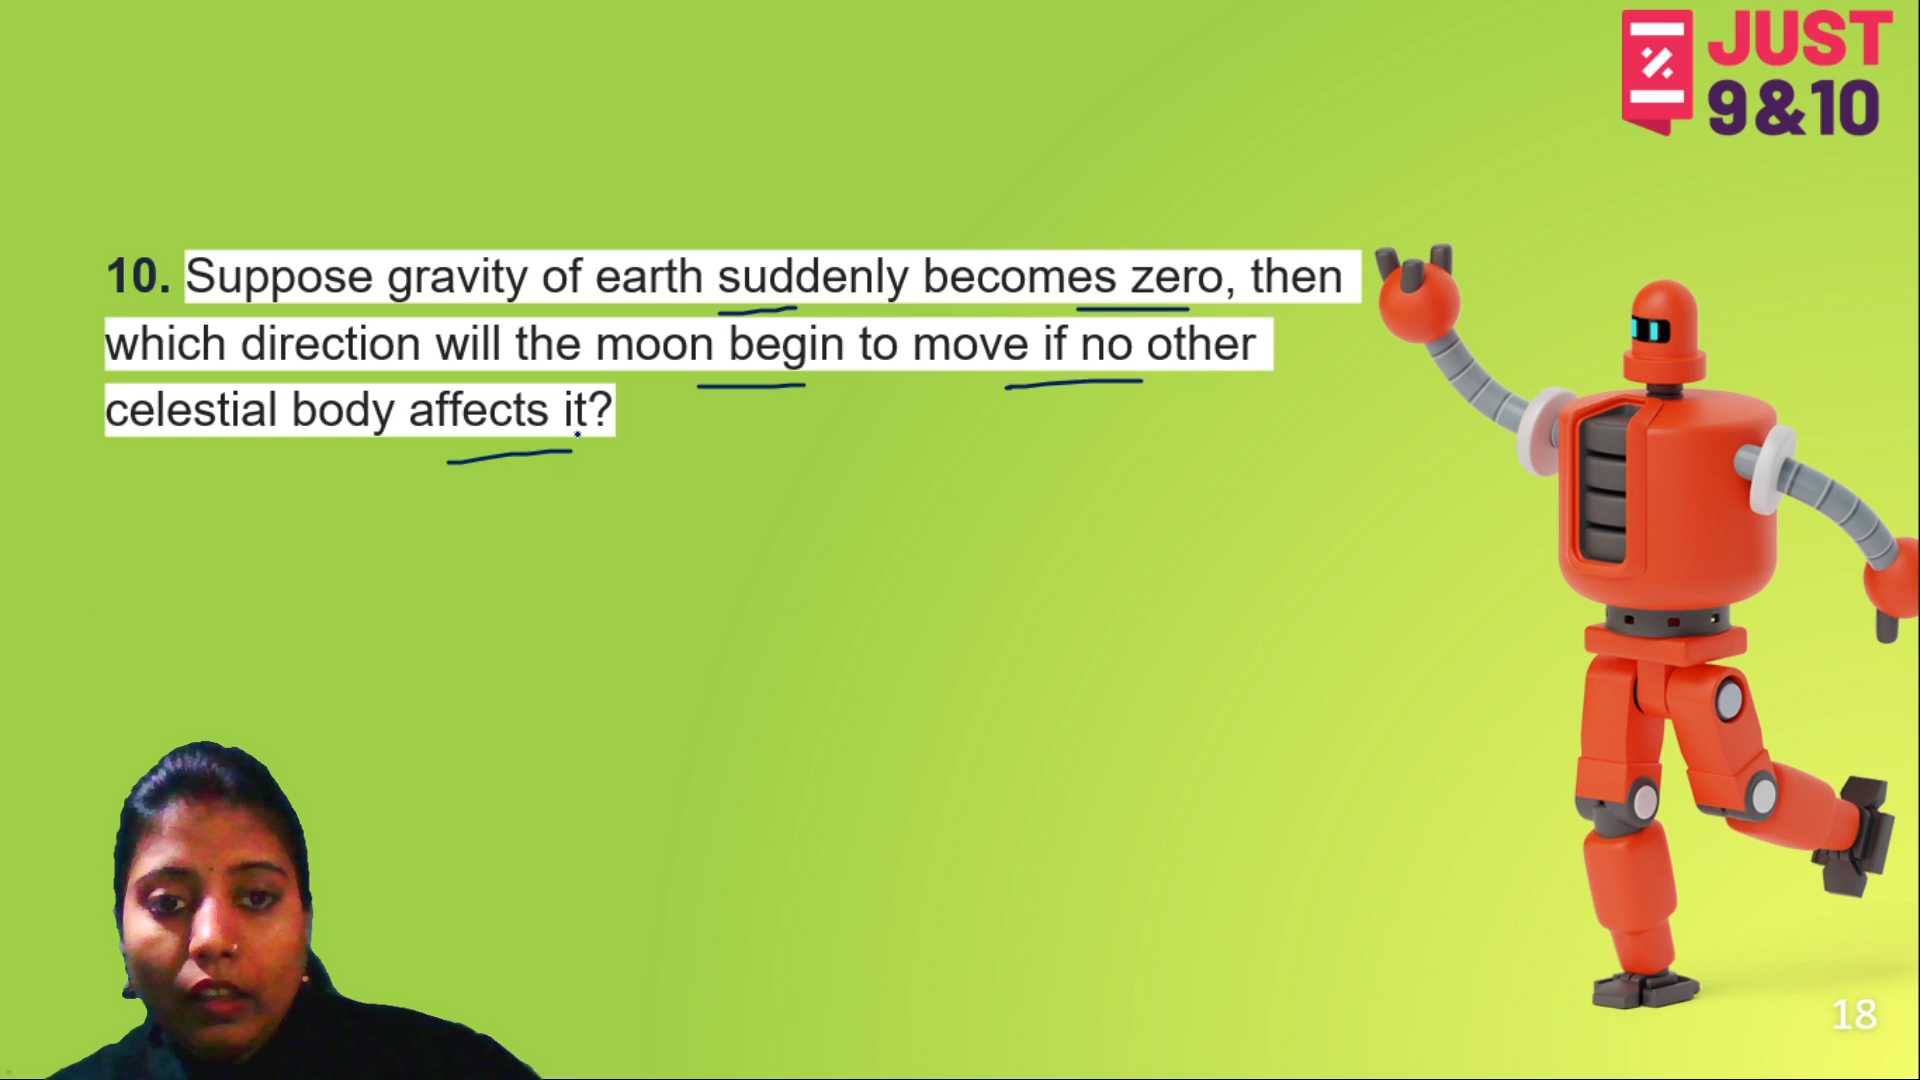 JUST
9&10
10. Suppose gravity of earth suddenly becomes zero, then
which direction will the moon begin to move if no other
celestial body affects it?
18